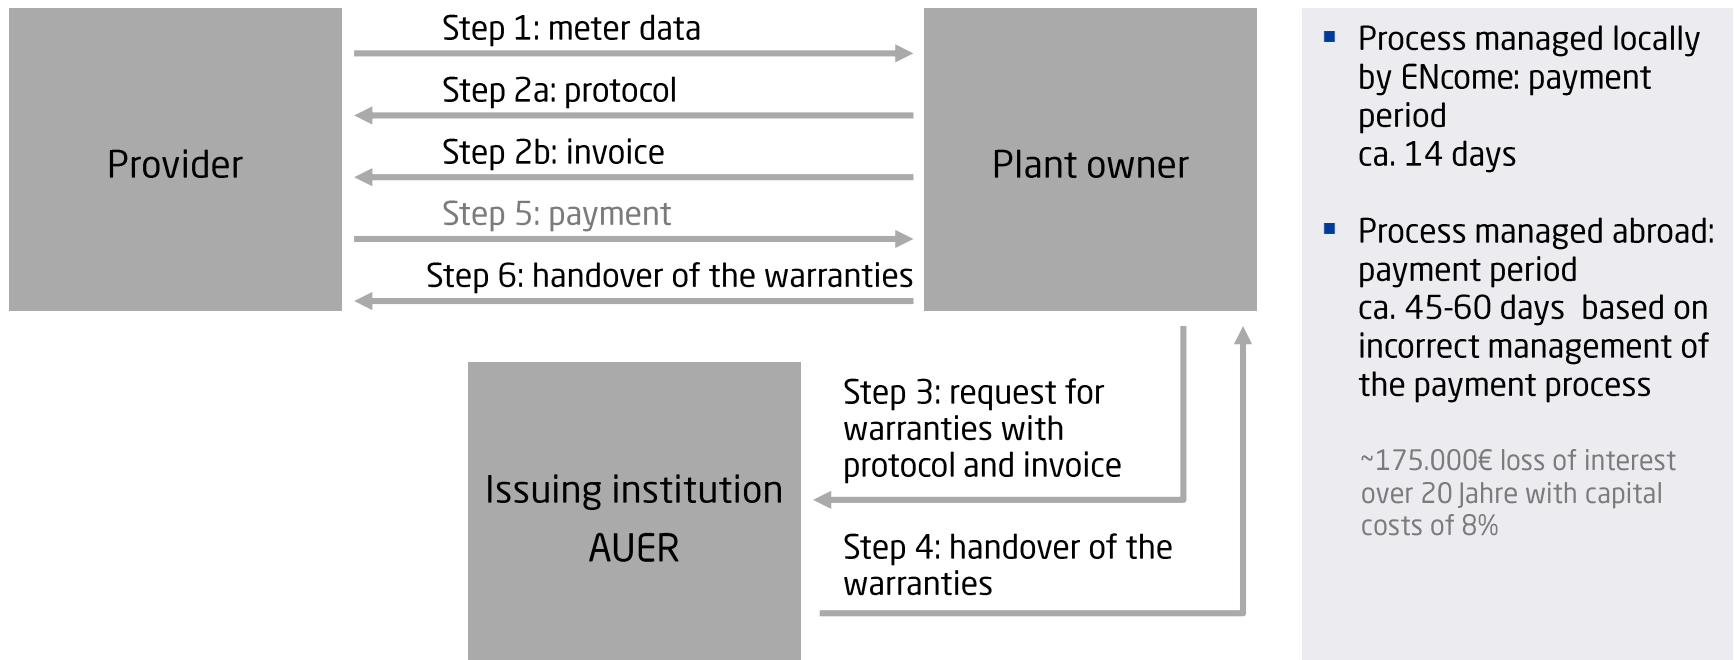 Provider
Step 1: meter data
Step 2a: protocol
Step 2b: invoice
Step 5: payment
Step 6: handover of the warranties
Plant owner
Step 3: request for
warranties with
protocol and invoice
Issuing institution
AUER
Step 4: handover of the
warranties
Process managed locally
by ENcome: payment
period
ca. 14 days
Process managed abroad:
payment period
ca. 45-60 days based on
incorrect management of
the payment process
~175.000€ loss of interest
over 20 Jahre with capital
costs of 8%